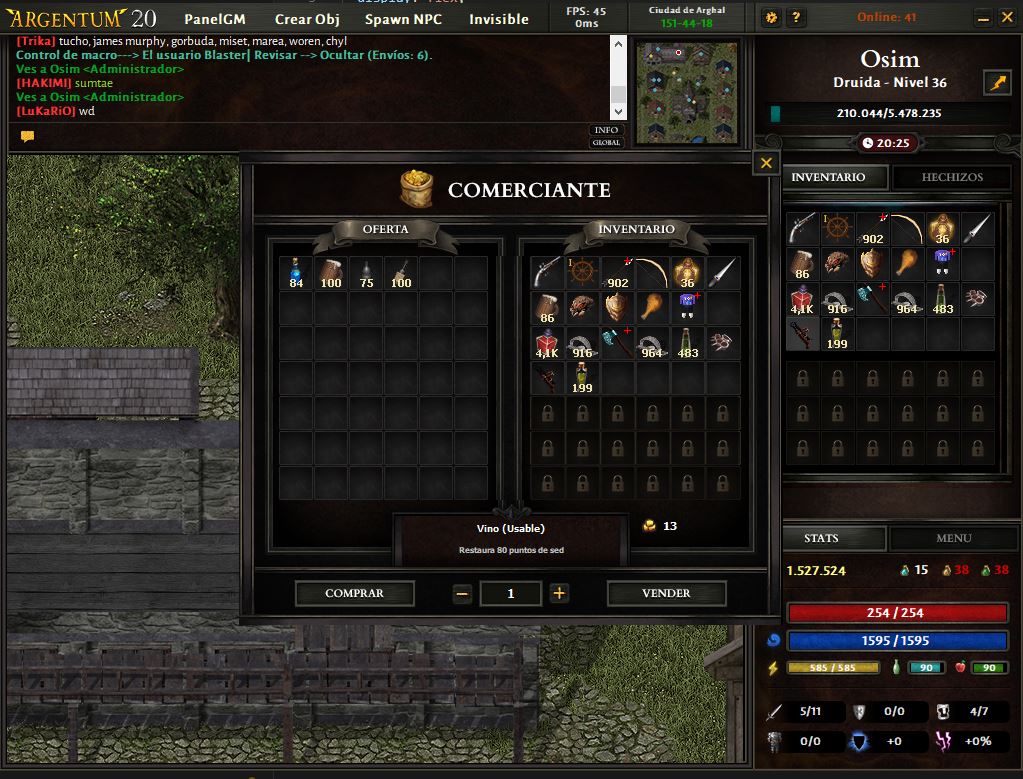 ARGENTUM 20
PanelGM
Crear Obj
Spawn NPC
Invisible
FPS: 45
0ms
Ciudad de Arghal
151-44-18
?
Online: 41
[Trika] tucho, james murphy, gorbuda, miset, marea, woren, chyl
Control de macro---> El usuario Blaster| Revisar --> Ocultar (Envíos: 6).
Ves a Osim <Administrador>
[HAKIMI] sumtae
Ves a Osim <Administrador>
[LuKaRiO] wd
INFO
GLOBAL
Osim
Druida - Nivel 36
210.044/5.478.235
20:25
COMERCIANTE
OFERTA
INVENTARIO
84 100 75 100
I 902 36
86
4,1K 916 964 483
199
Vino (Usable)
Restaura 80 puntos de sed
13
COMPRAR
1
VENDER
INVENTARIO
HECHIZOS
I 902 36
86
4,1K 916 964 483
199
STATS
MENU
1.527.524 15 38 38
254 / 254
1595 / 1595
585 / 585 90 90
5/11 0/0 4/7
0/0 +0 +0%